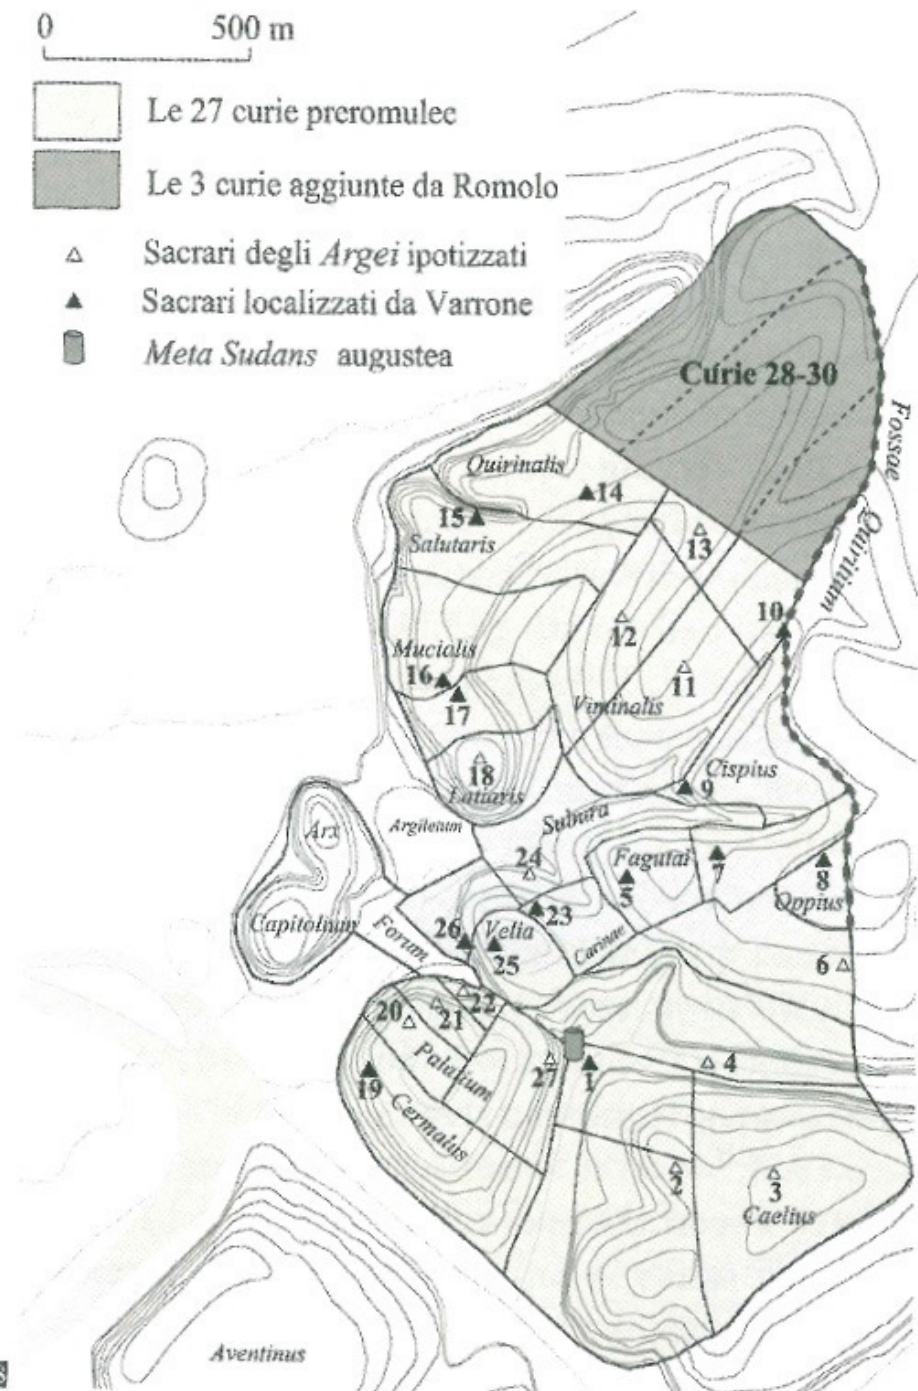 0 500 m
Le 27 curie preromulee
Le 3 curie aggiunte da Romolo
Sacrari degli Argei ipotizzati
Sacrari localizzati da Varrone
Meta Sudans augustea
Curie 28-30
Fossae
Quiritium
Quirinalis
14
15
Salutaris
13
10
12
Mucialis
16
11
17
Viminalis
Cispius
18
9
Latiaris
Subura
Arx
Argiletum
24
Fagutal
7
5
8
Oppius
Capitolium
23
Forum
26
Velia
Carinae
25
6
22
20
21
Palatium
4
27
1
19
Cermalus
2
3
Caelius
Aventinus